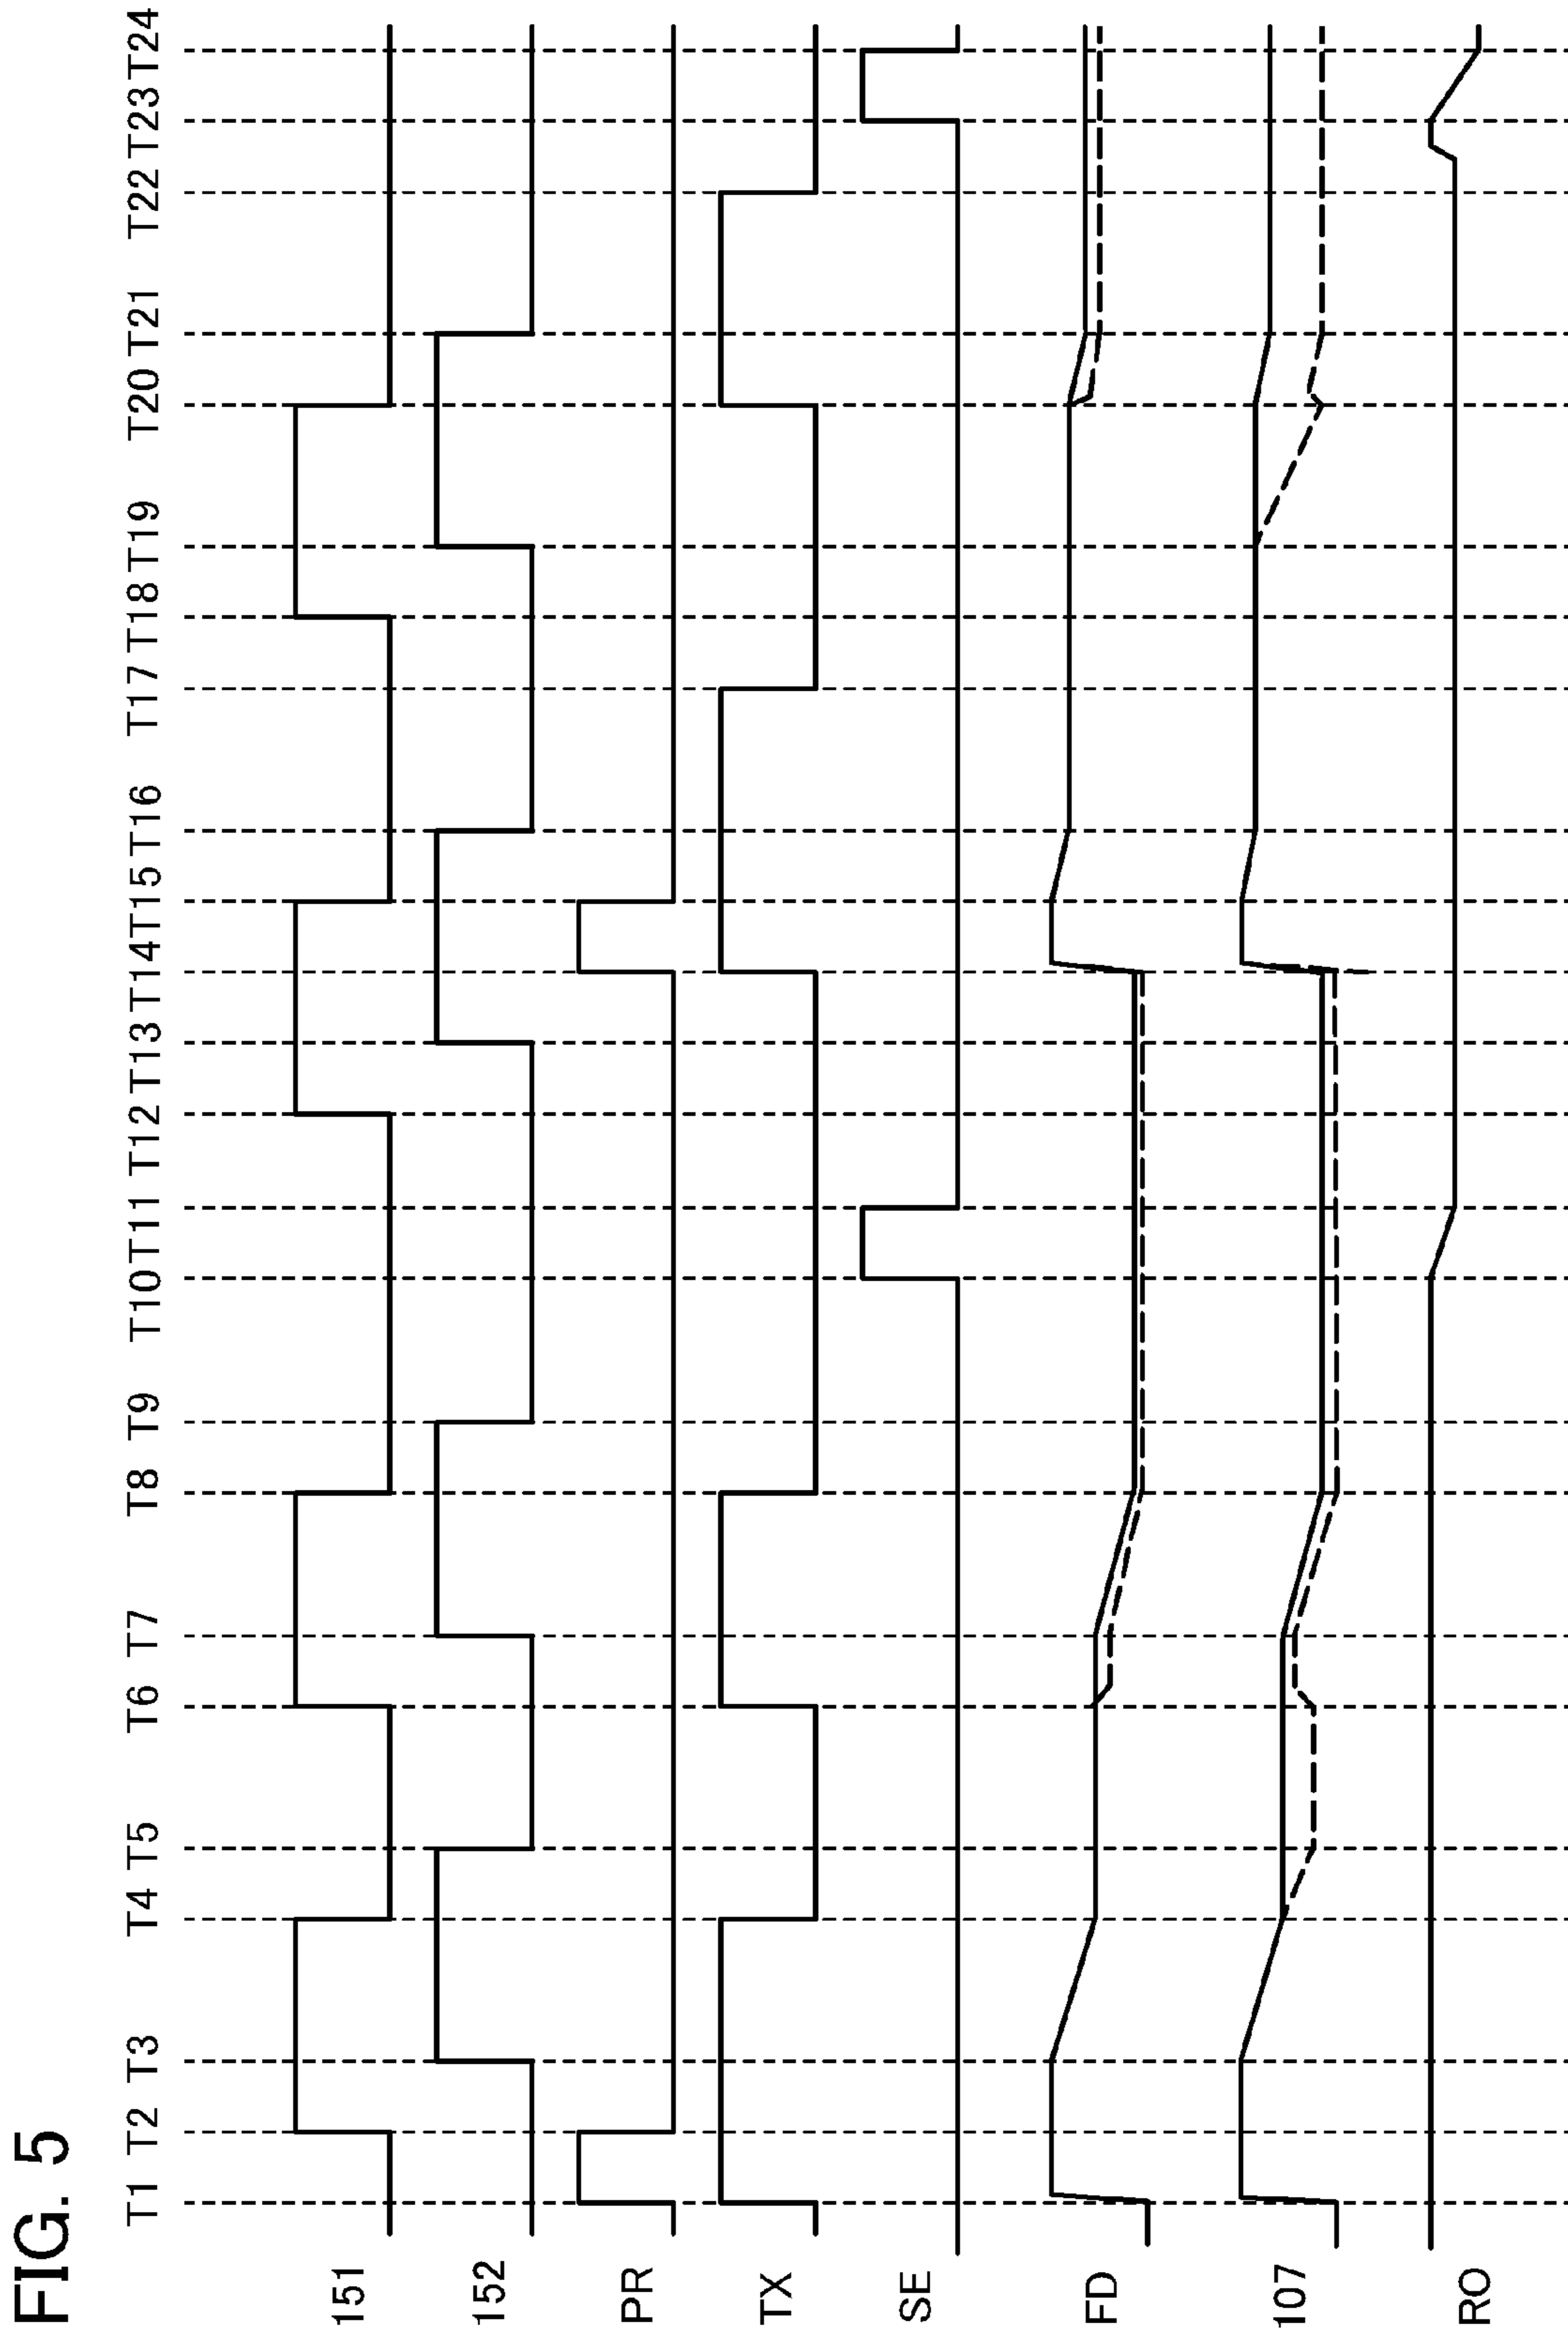 FIG. 5
T1 T2 T3 T4 T5 T6 T7 T8 T9 T10 T11 T12 T13 T14 T15 T16 T17 T18 T19 T20 T21 T22 T23 T24
151
152
PR
TX
SE
FD
107
RO